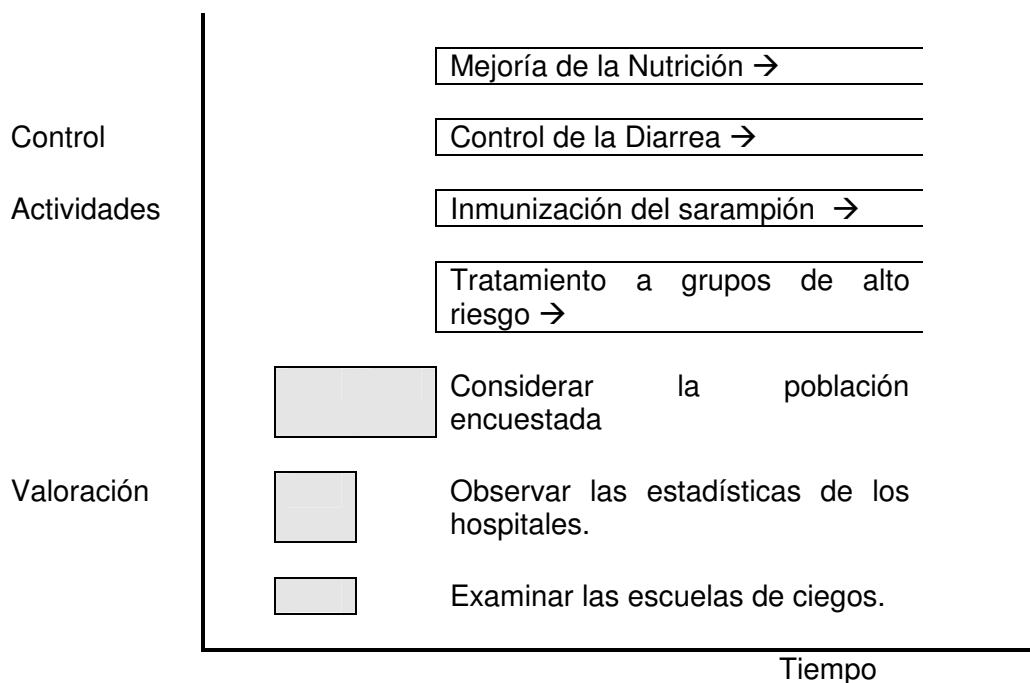 Mejoría de la Nutrición →
Control
Control de la Diarrea →
Actividades
Inmunización del sarampión →
Tratamiento a grupos de alto
riesgo →
Considerar la población
encuestada
Valoración
Observar las estadísticas de los
hospitales.
Examinar las escuelas de ciegos.
Tiempo